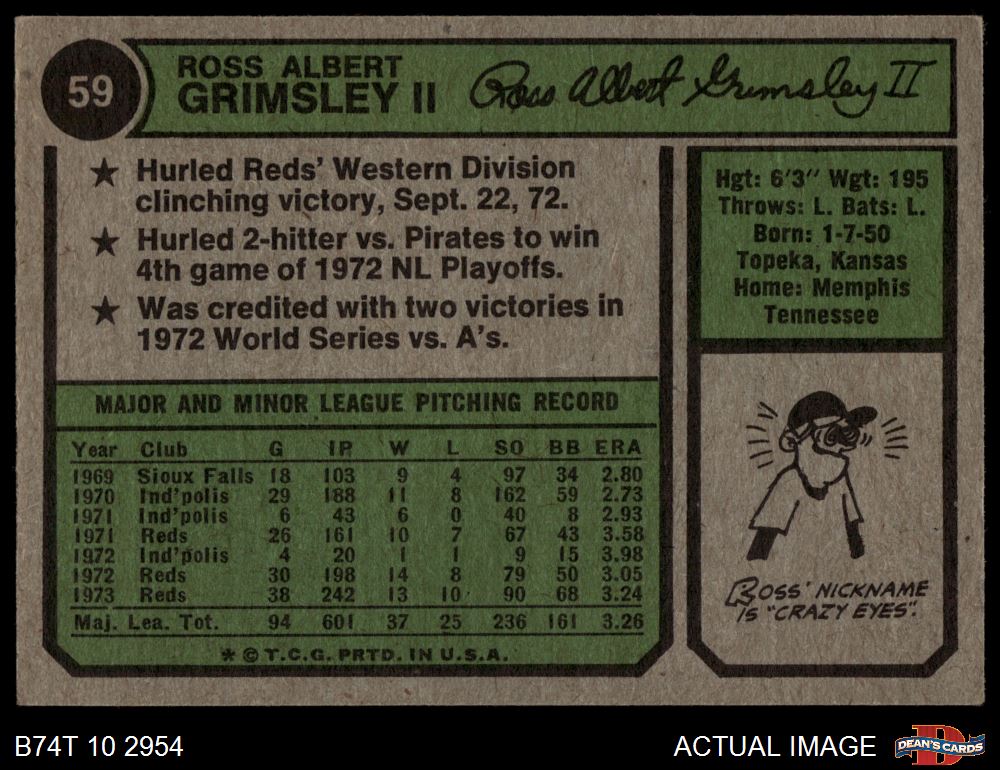 59
ROSS ALBERT
GRIMSLEY II
Ross Albert Grimsley II
★ Hurled Reds' Western Division
clinching victory, Sept. 22, 72.
★ Hurled 2-hitter vs. Pirates to win
4th game of 1972 NL Playoffs.
★ Was credited with two victories in
1972 World Series vs. A's.
Hgt: 6'3" Wgt: 195
Throws: L. Bats: L.
Born: 1-7-50
Topeka, Kansas
Home: Memphis
Tennessee
MAJOR AND MINOR LEAGUE PITCHING RECORD
Year Club G IP W L SO BB ERA
1969 Sioux Falls 18 103 9 4 97 34 2.80
1970 Ind'polis 29 188 11 8 162 59 2.73
1971 Ind'polis 6 43 6 0 40 8 2.93
1971 Reds 26 161 10 7 67 43 3.58
1972 Ind'polis 4 20 1 1 9 15 3.98
1972 Reds 30 198 14 8 79 50 3.05
1973 Reds 38 242 13 10 90 68 3.24
Maj. Lea. Tot. 94 601 37 25 236 161 3.26
* © T.C.G. PRTD. IN U.S.A.
ROSS' NICKNAME
IS "CRAZY EYES".
B74T 10 2954
ACTUAL IMAGE
DEAN'S CARDS